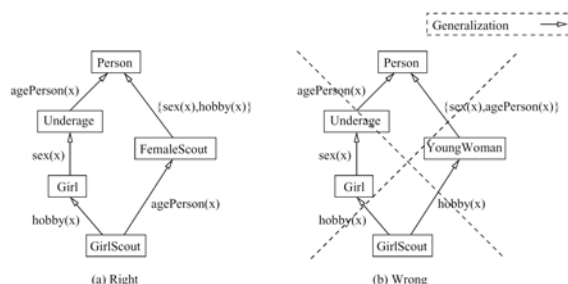 Generalization
Person
agePerson(x)
{sex(x),hobby(x)}
Underage
sex(x)
FemaleScout
Girl
hobby(x)
agePerson(x)
GirlScout
(a) Right
Person
agePerson(x)
{sex(x),agePerson(x)}
Underage
sex(x)
YoungWoman
Girl
hobby(x)
hobby(x)
GirlScout
(b) Wrong